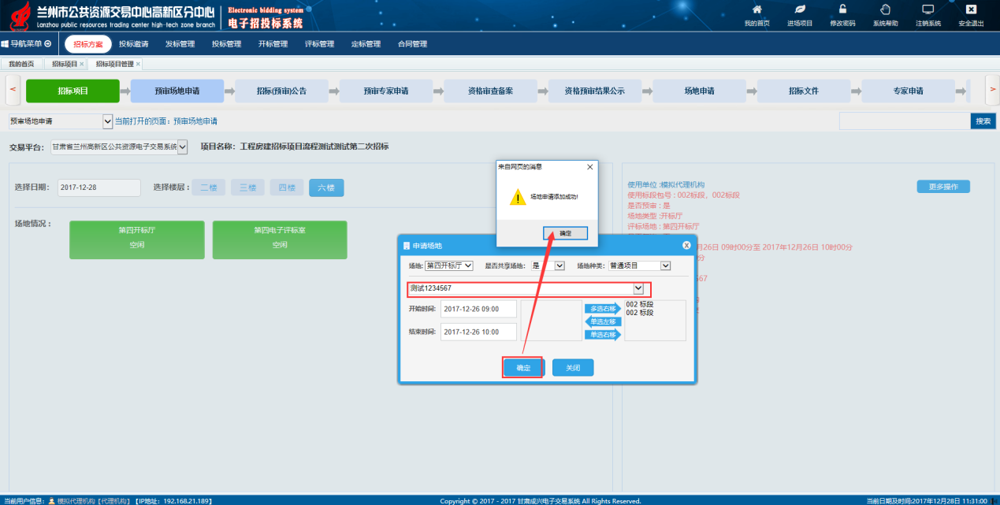 兰州市公共资源交易中心高新区分中心
Lanzhou public resources trading center high-tech zone branch
Electronic bidding system
电子招投标系统
我的首页 进场项目 修改密码 系统帮助 注销系统 安全退出
导航菜单 招标方案 投标邀请 发标管理 投标管理 开标管理 评标管理 定标管理 合同管理
我的首页 招标项目 × 招标项目管理 ×
< 招标项目 预审场地申请 招标(预审)公告 预审专家申请 资格审查备案 资格预审结果公示 场地申请 招标文件 专家申请 >
预审场地申请 当前打开的页面：预审场地申请 搜索
交易平台： 甘肃省兰州高新区公共资源电子交易系统 项目名称：工程房建招标项目流程测试测试第二次招标
选择日期： 2017-12-28 选择楼层： 二楼 三楼 四楼 六楼
场地情况：
第四开标厅
空闲
第四电子评标室
空闲
来自网页的消息
场地申请添加成功!
确定
使用单位 :模拟代理机构
更多操作
使用标段包号：002标段，002标段
是否预审：是
场地类型 :开标厅
评标场地：第四开标厅
月26日 09时00分至 2017年12月26日 10时00分
分
67
申请场地
场地: 第四开标厅 是否共享场地: 是 场地种类: 普通项目
测试1234567
开始时间: 2017-12-26 09:00
结束时间: 2017-12-26 10:00
多选右移
单选左移
单选右移
002 标段
002 标段
确定 关闭
当前用户信息： 模拟代理机构【代理机构】【IP地址：192.168.21.189】
Copyright © 2017 - 2017 甘肃成兴电子交易系统 All Rights Reserved.
当前日期及时间:2017年12月28日 11:31:00